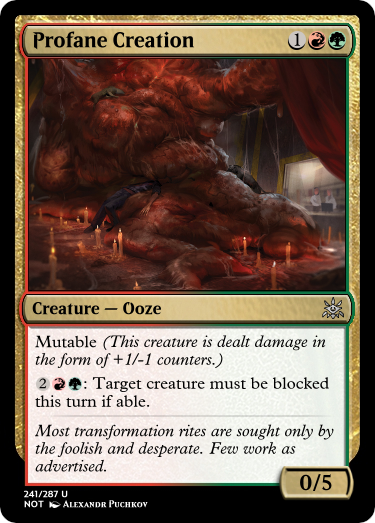 Profane Creation 1
Creature — Ooze
Mutable (This creature is dealt damage in
the form of +1/-1 counters.)
2: Target creature must be blocked
this turn if able.
Most transformation rites are sought only by
the foolish and desperate. Few work as
advertised.
0/5
241/287 U
NOT Alexandr Puchkov